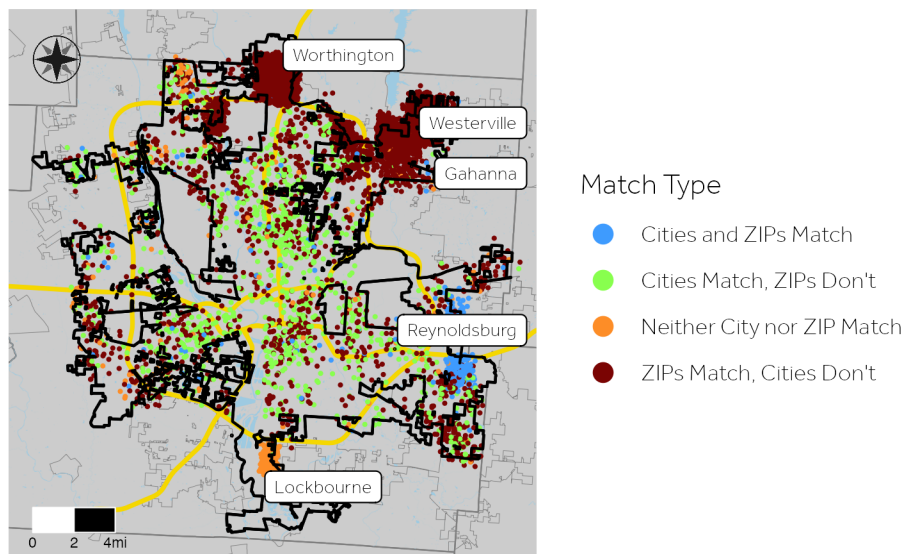 Worthington
Westerville
Gahanna
Reynoldsburg
Lockbourne
0 2 4mi
Match Type
Cities and ZIPs Match
Cities Match, ZIPs Don't
Neither City nor ZIP Match
ZIPs Match, Cities Don't